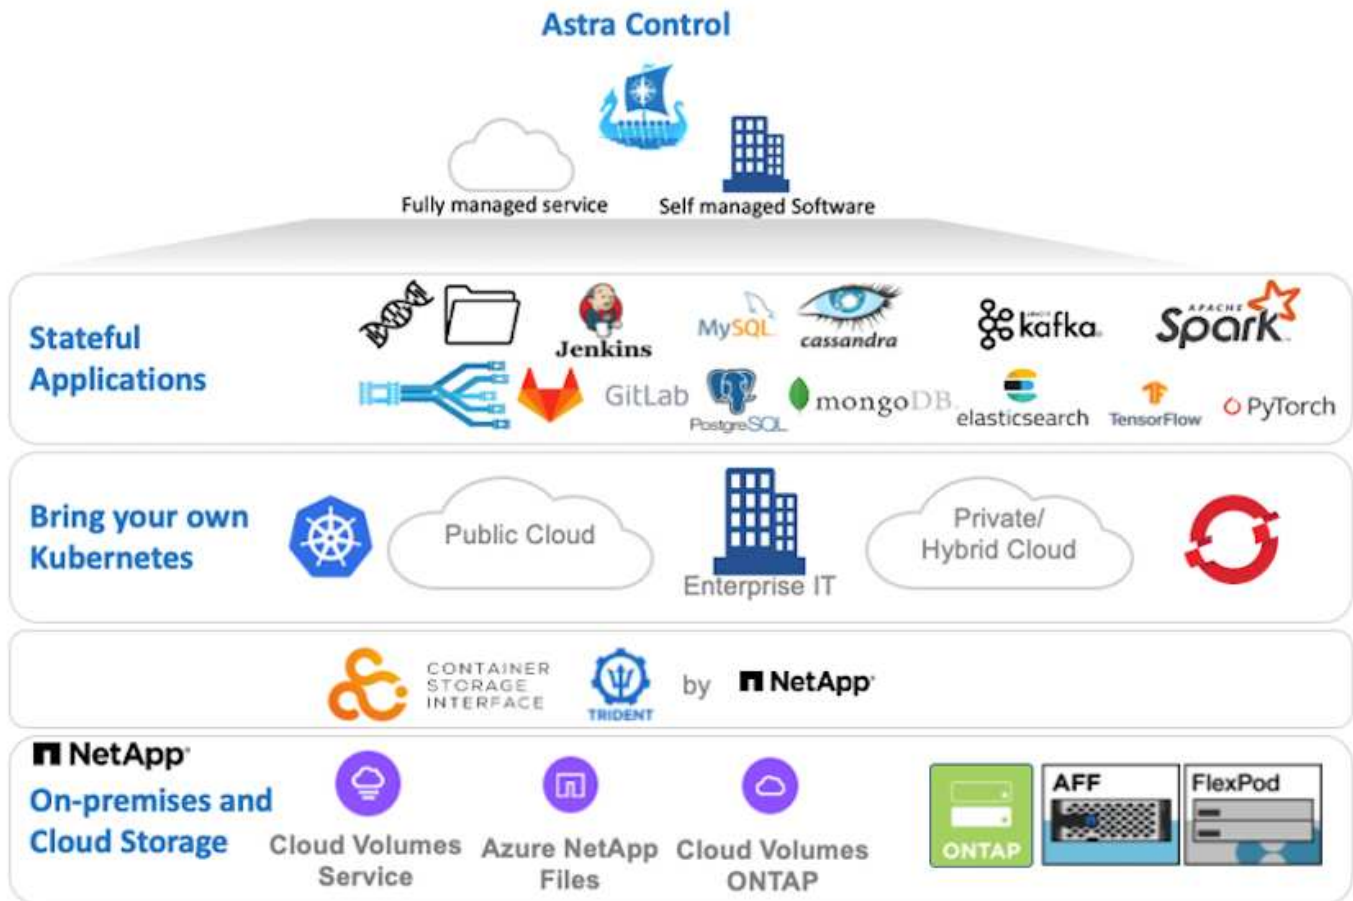 Astra Control
Fully managed service
Self managed Software
Stateful
Applications
Jenkins
MySQL
cassandra
kafka
APACHE
Spark
GitLab
PostgreSQL
mongoDB.
elasticsearch
TensorFlow
PyTorch
Bring your own
Kubernetes
Public Cloud
Enterprise IT
Private/
Hybrid Cloud
CONTAINER
STORAGE
INTERFACE
TRIDENT
by
NetApp
NetApp
On-premises and
Cloud Storage
Cloud Volumes
Service
Azure NetApp
Files
Cloud Volumes
ONTAP
ONTAP
AFF
FlexPod